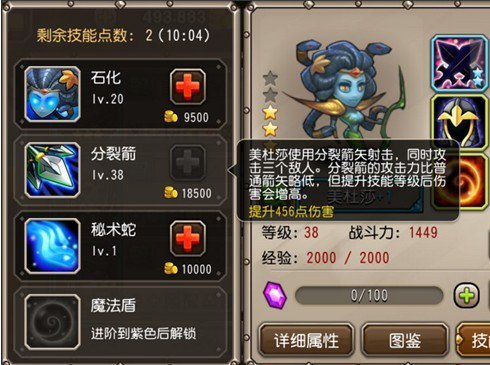 剩余技能点数：2（10:04）
石化
lv.20
9500
分裂箭
lv.38
18500
秘术蛇
lv.1
10000
魔法盾
进阶到紫色后解锁
美杜莎使用分裂箭矢射击，同时攻
击三个敌人。分裂箭的攻击力比普
通箭矢略低，但提升技能等级后伤
害会增高。
提升456点伤害
美杜莎+1
等级：38 战斗力：1449
经验：2000 / 2000
0/100
详细属性
图鉴
技